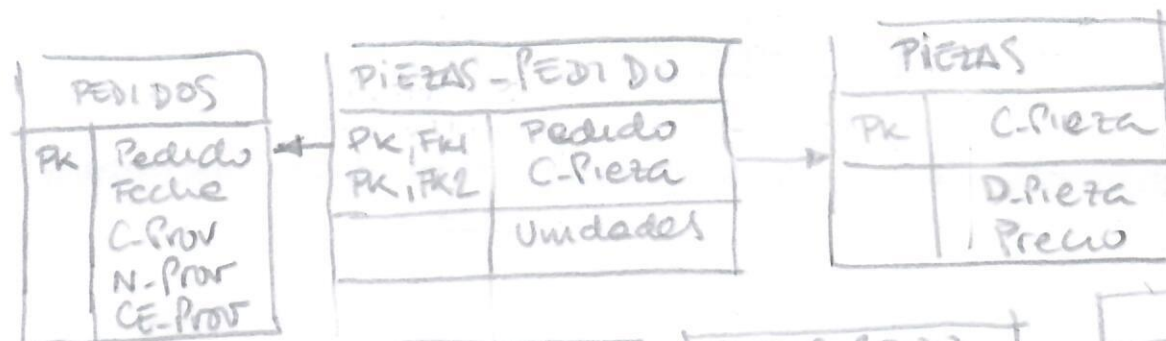 PEDIDOS
PK Pedido
Fecha
C-Prov
N-Prov
CE-Prov
PIEZAS-PEDIDO
PK, FK1 Pedido
PK, FK2 C-Pieza
Unidades
PIEZAS
PK C-Pieza
D-Pieza
Precio